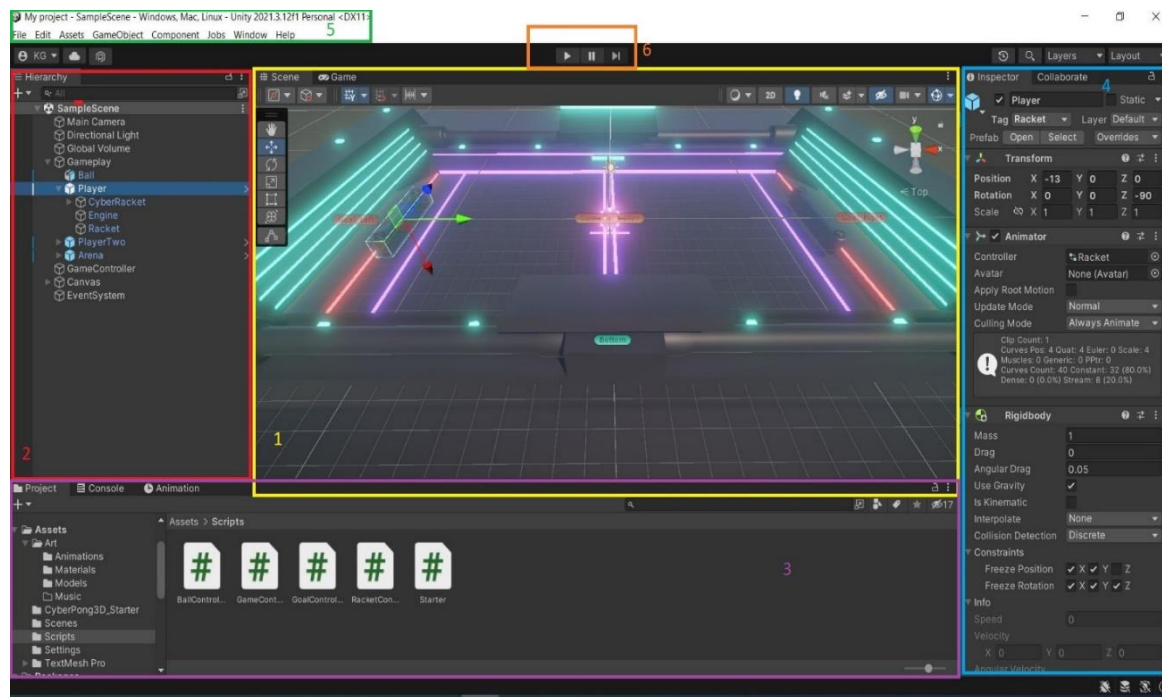 My project - SampleScene - Windows, Mac, Linux - Unity 2021.3.12f1 Personal <DX11>
File Edit Assets GameObject Component Jobs Window Help
5
6
KG
Layers
Layout
Hierarchy
All
SampleScene
Main Camera
Directional Light
Global Volume
Gameplay
Ball
Player
CyberRacket
Engine
Racket
PlayerTwo
Arena
GameController
Canvas
EventSystem
2
Scene Game
2D
y
x
Top
Bottom
1
Inspector Collaborate
4
Player Static
Tag Racket Layer Default
Prefab Open Select Overrides
Transform
Position X -13 Y 0 Z 0
Rotation X 0 Y 0 Z -90
Scale X 1 Y 1 Z 1
Animator
Controller Racket
Avatar None (Avatar)
Apply Root Motion
Update Mode Normal
Culling Mode Always Animate
Clip Count: 1
Curves Pos: 4 Quat: 4 Euler: 0 Scale: 4
Muscles: 0 Generic: 0 PPtr: 0
Curves Count: 40 Constant: 32 (80.0%)
Dense: 0 (0.0%) Stream: 8 (20.0%)
Rigidbody
Mass 1
Drag 0
Angular Drag 0.05
Use Gravity
Is Kinematic
Interpolate None
Collision Detection Discrete
Constraints
Freeze Position X Y Z
Freeze Rotation X Y Z
Info
Speed 0
Velocity
X 0 Y 0 Z 0
Angular Velocity
Project Console Animation
17
Assets
Art
Animations
Materials
Models
Music
CyberPong3D_Starter
Scenes
Scripts
Settings
TextMesh Pro
Packages
Assets > Scripts
# # # # #
BallControl... GameCont... GoalControl... RacketCon... Starter
3